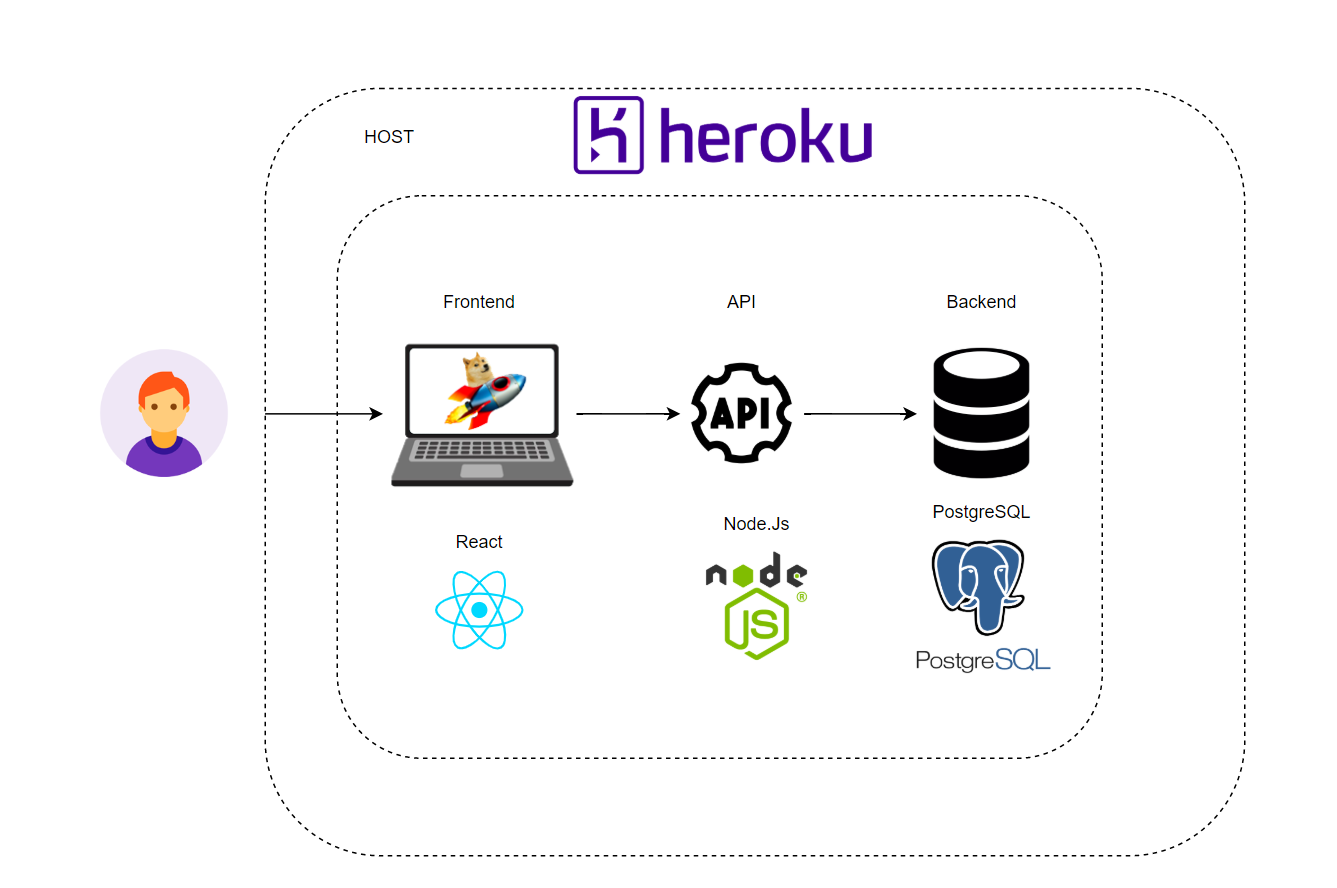 HOST
heroku
Frontend
API
Backend
API
React
Node.Js
PostgreSQL
node
JS
®
PostgreSQL